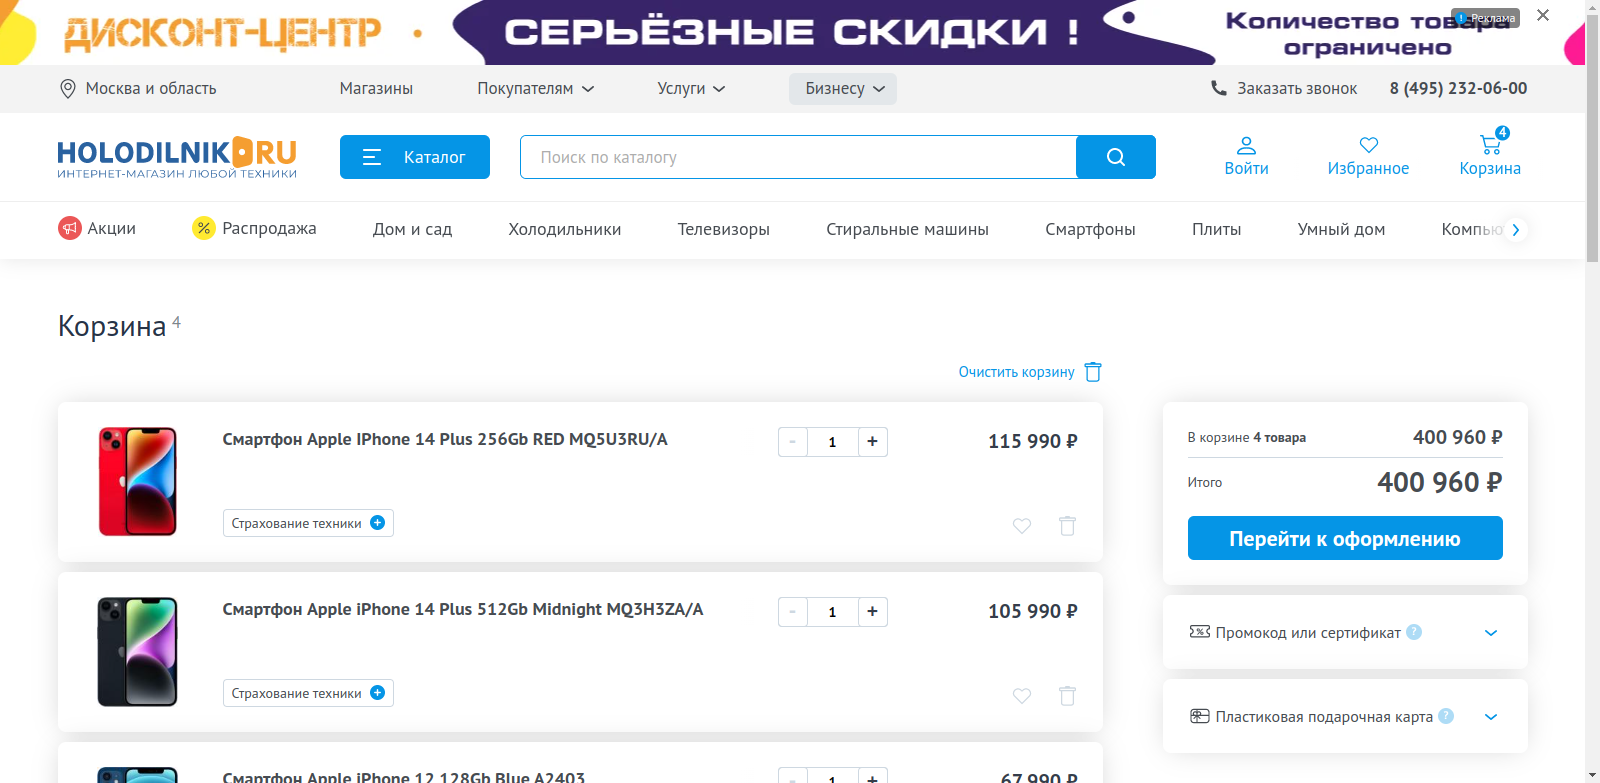 ДИСКОНТ-ЦЕНТР • СЕРЬЁЗНЫЕ СКИДКИ ! Количество товара
ограничено
Реклама
Москва и область Магазины Покупателям Услуги Бизнесу Заказать звонок 8 (495) 232-06-00
HOLODILNIK.RU
ИНТЕРНЕТ-МАГАЗИН ЛЮБОЙ ТЕХНИКИ
Каталог Поиск по каталогу Войти Избранное 4 Корзина
Акции % Распродажа Дом и сад Холодильники Телевизоры Стиральные машины Смартфоны Плиты Умный дом Компью
Корзина 4
Очистить корзину
Смартфон Apple IPhone 14 Plus 256Gb RED MQ5U3RU/A - 1 + 115 990 ₽
Страхование техники +
Смартфон Apple iPhone 14 Plus 512Gb Midnight MQ3H3ZA/A - 1 + 105 990 ₽
Страхование техники +
Смартфон Apple iPhone 12 128Gb Blue A2403 - 1 + 67 990 ₽
В корзине 4 товара 400 960 ₽
Итого 400 960 ₽
Перейти к оформлению
Промокод или сертификат ?
Пластиковая подарочная карта ?